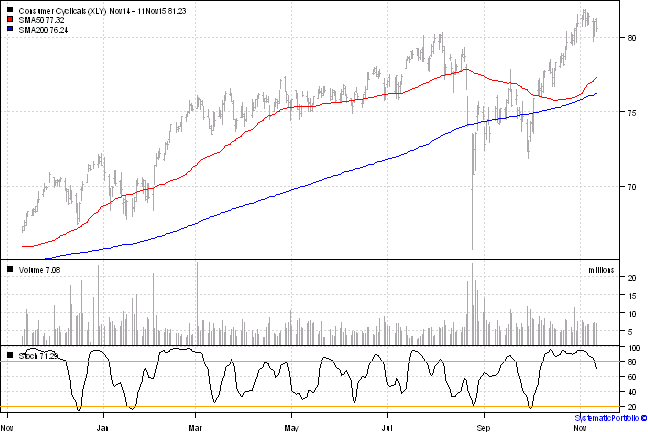 Consumer Cyclicals (XLY) Nov14 - 11Nov15 81.23
SMA50 77.32
SMA200 76.24
80
75
70
Volume 7.08
millions
20
15
10
5
Stoch 71.29
100
80
60
40
20
Nov Jan Mar May Jul Sep Nov
SystematicPortfolio ©